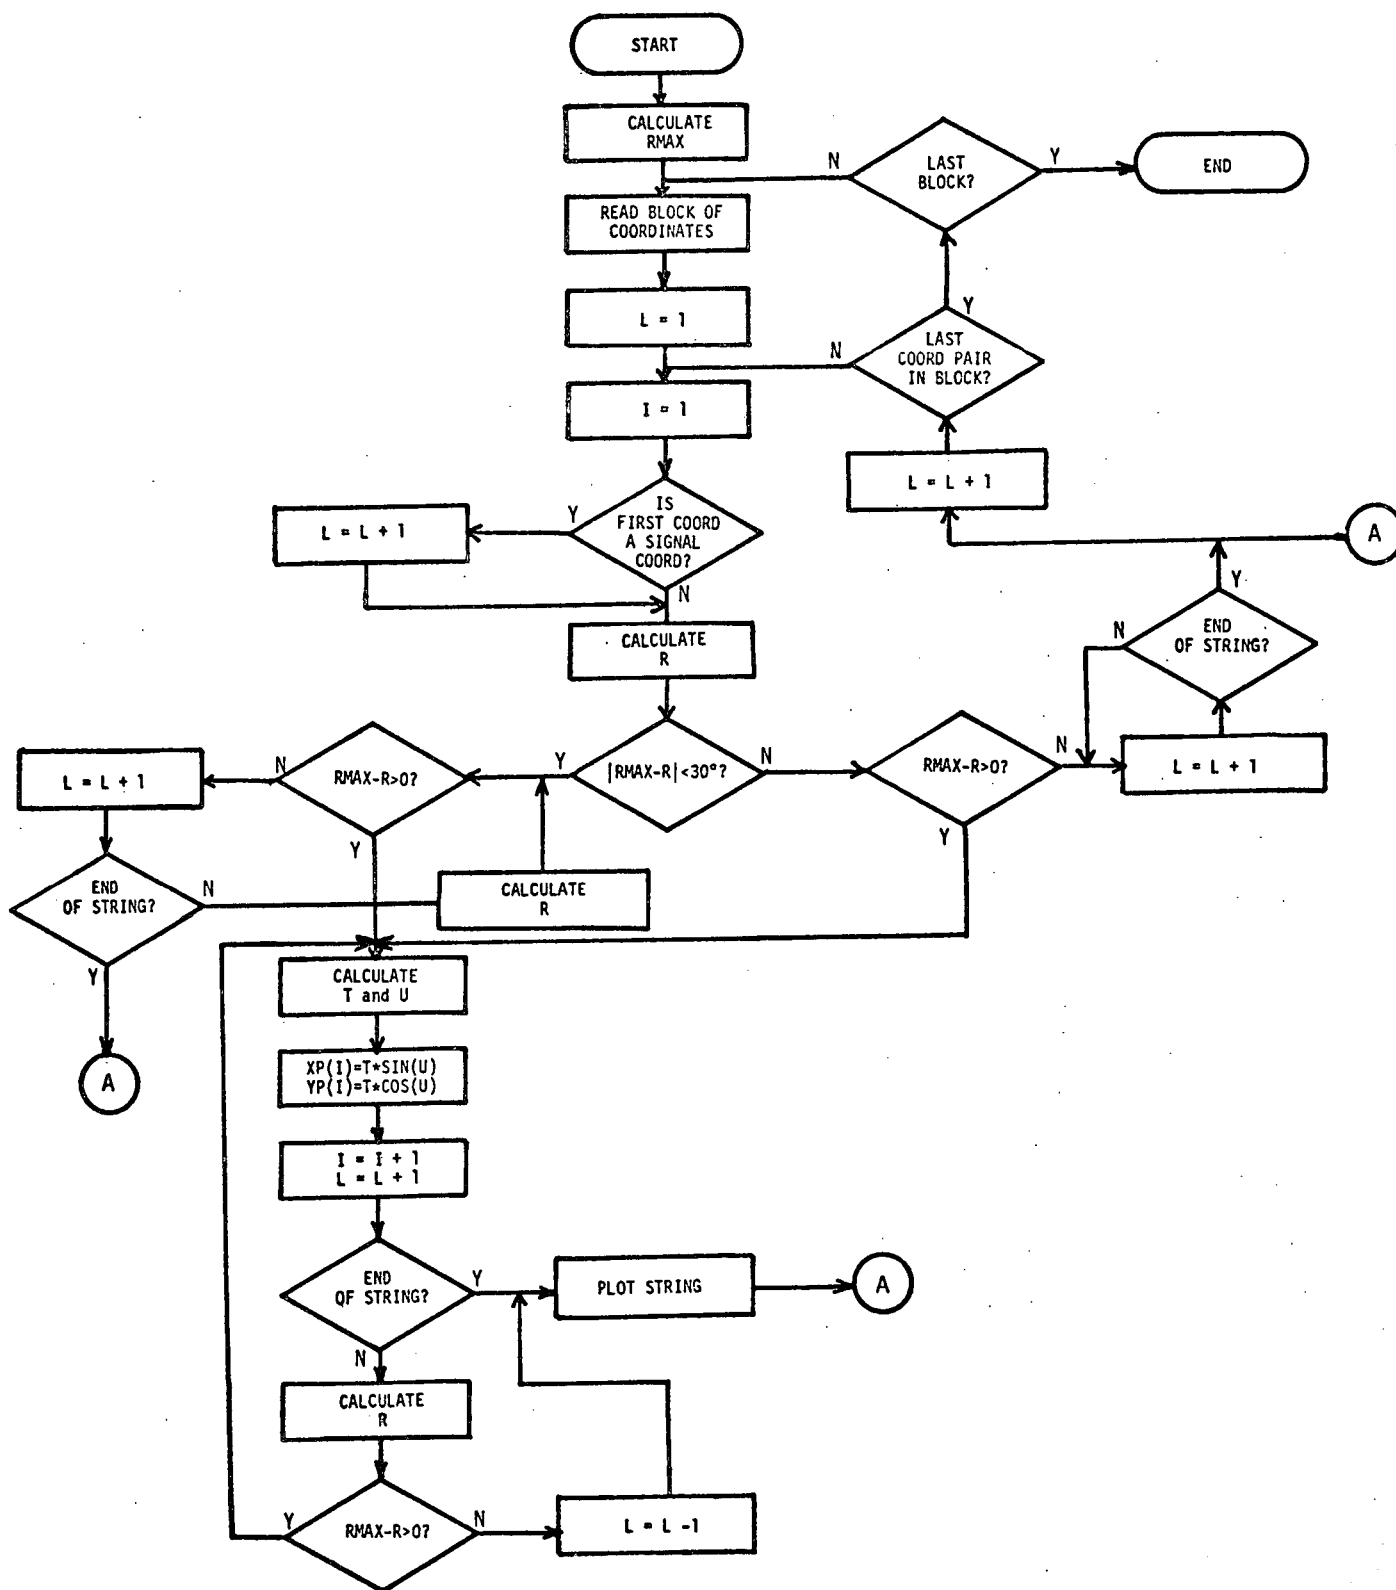 START
CALCULATE
RMAX
N
LAST
BLOCK?
Y
END
READ BLOCK OF
COORDINATES
L = 1
N
Y
LAST
COORD PAIR
IN BLOCK?
I = 1
L = L + 1
IS
FIRST COORD
A SIGNAL
COORD?
Y
L = L + 1
N
A
CALCULATE
R
Y
N
END
OF STRING?
L = L + 1
N
RMAX-R>0?
Y
|RMAX-R|<30°?
N
RMAX-R>0?
N
L = L + 1
Y
Y
END
OF STRING?
N
CALCULATE
R
Y
A
CALCULATE
T and U
XP(I)=T*SIN(U)
YP(I)=T*COS(U)
I = I + 1
L = L + 1
END
OF STRING?
Y
PLOT STRING
A
N
CALCULATE
R
Y
RMAX-R>0?
N
L = L -1